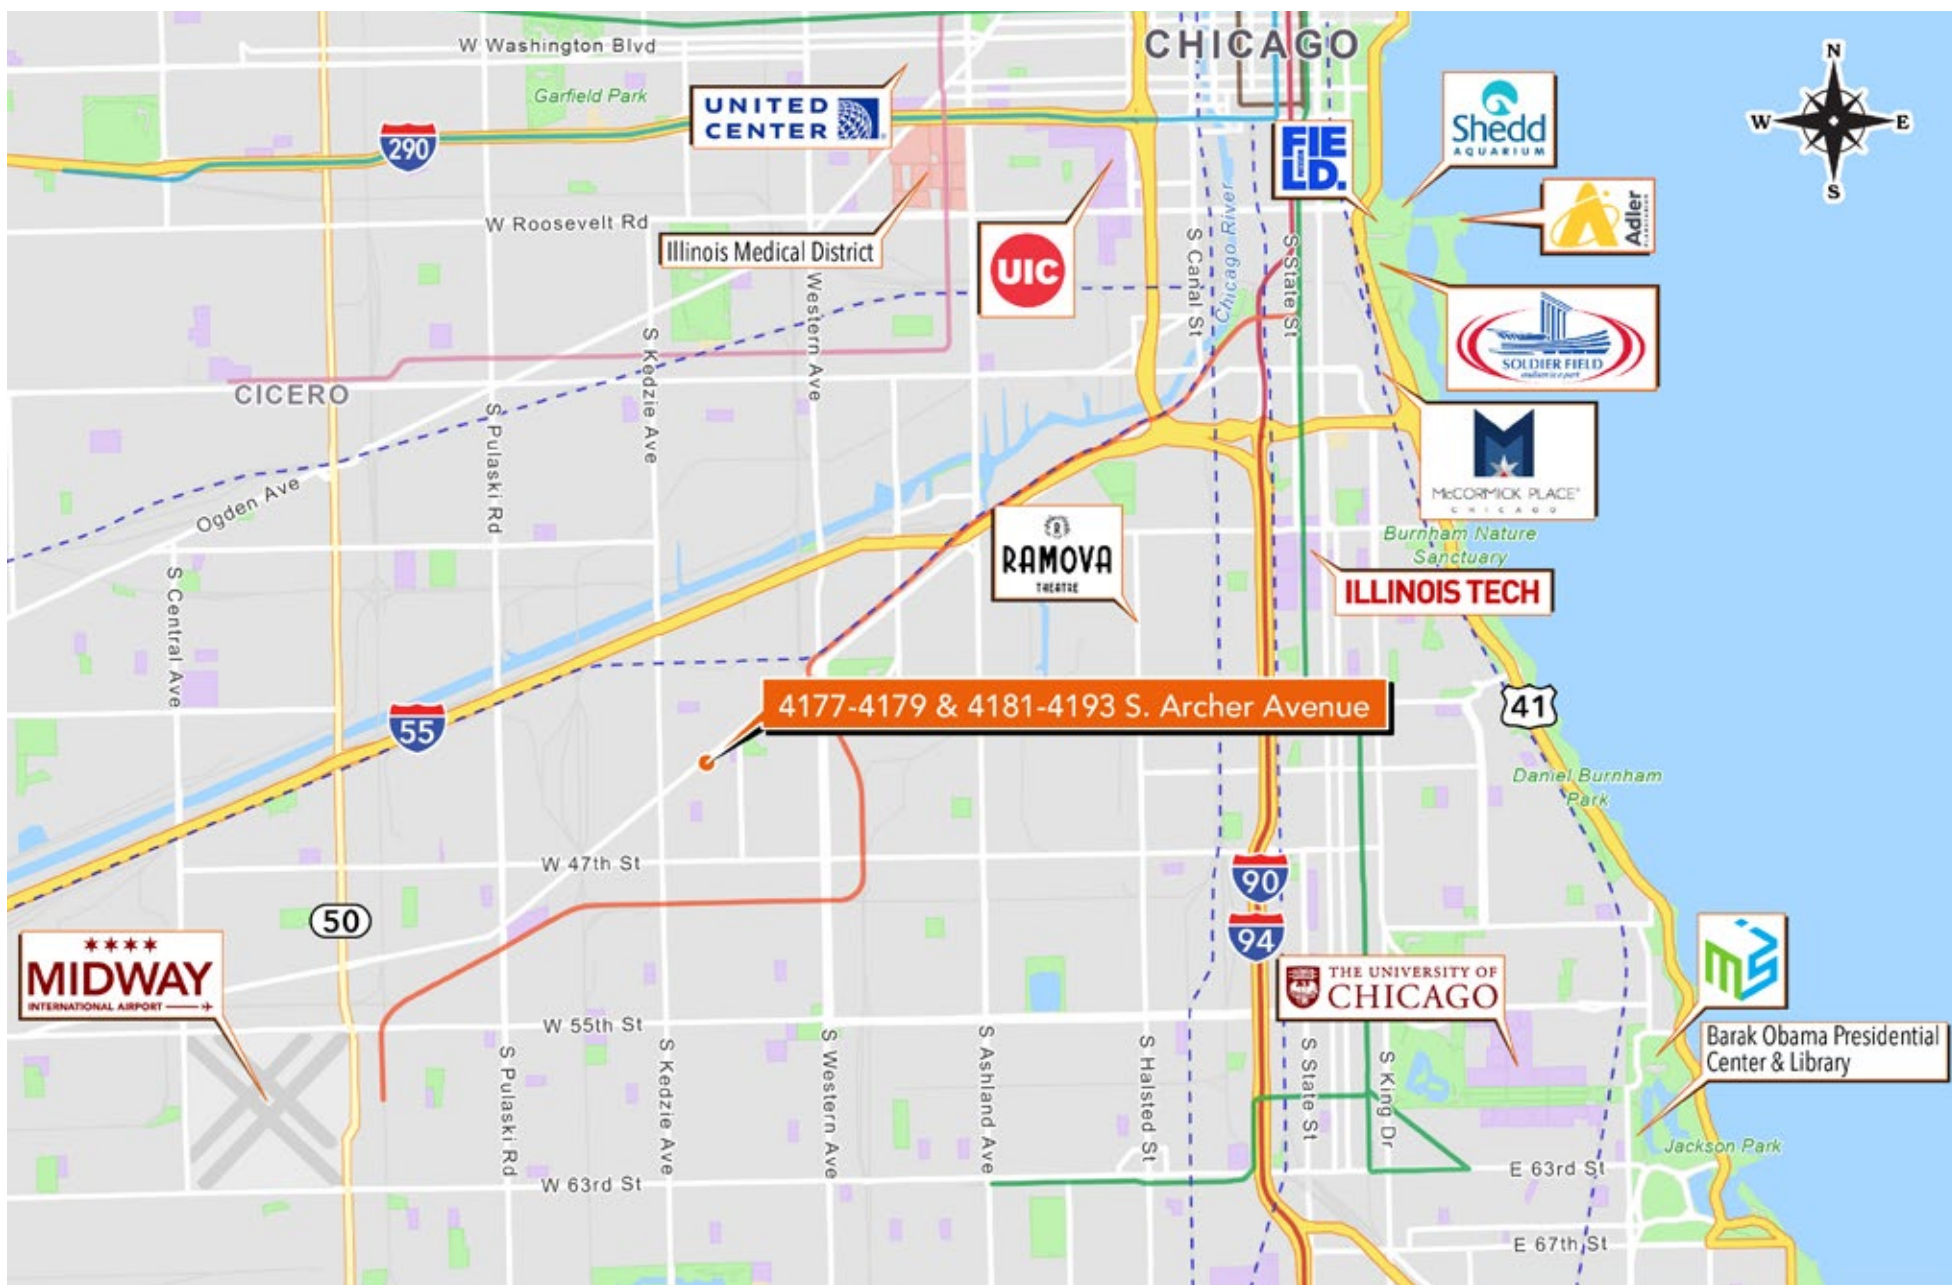 W Washington Blvd
CHICAGO
Garfield Park
UNITED
CENTER
290
FIE
LD.
Shedd
AQUARIUM
N
W
E
S
Adler
W Roosevelt Rd
Illinois Medical District
UIC
S Canal St
Chicago River
S State St
Western Ave
SOLDIER FIELD
S Kedzie Ave
CICERO
S Pulaski Rd
Ogden Ave
McCORMICK PLACE
CHICAGO
R
RAMOVA
THEATRE
Burnham Nature
Sanctuary
ILLINOIS TECH
S Central Ave
55
4177-4179 & 4181-4193 S. Archer Avenue
41
Daniel Burnham
Park
W 47th St
90
94
50
MIDWAY
INTERNATIONAL AIRPORT
THE UNIVERSITY OF
CHICAGO
Barak Obama Presidential
Center & Library
W 55th St
S Pulaski Rd
S Kedzie Ave
S Western Ave
S Ashland Ave
S Halsted St
S State St
S King Dr
Jackson Park
W 63rd St
E 63rd St
E 67th St